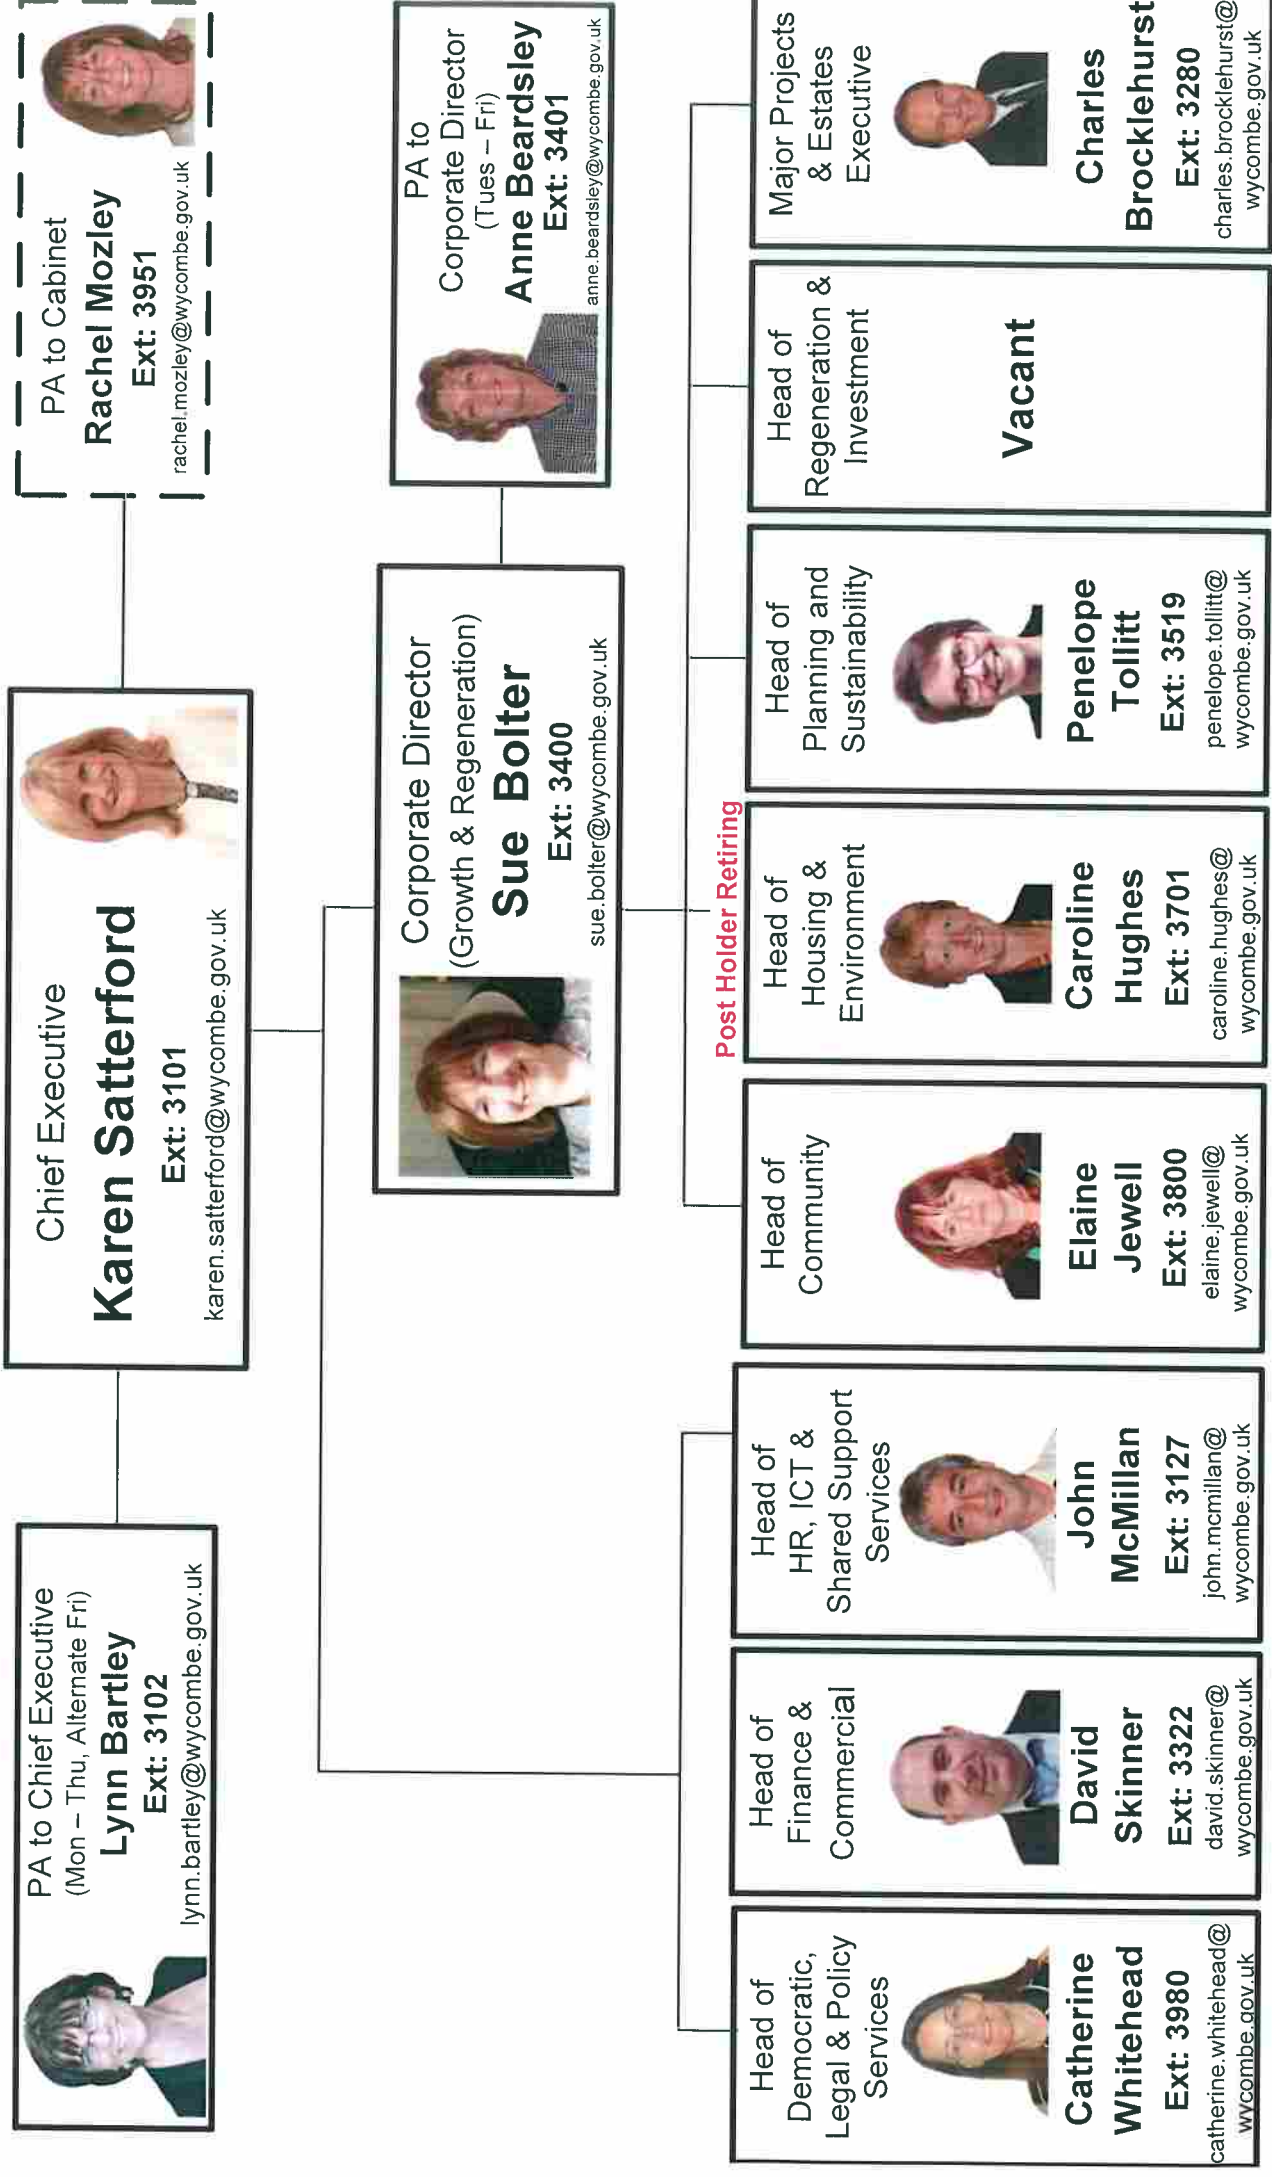 PA to Chief Executive
(Mon – Thu, Alternate Fri)
Lynn Bartley
Ext: 3102
lynn.bartley@wycombe.gov.uk
Chief Executive
Karen Satterford
Ext: 3101
karen.satterford@wycombe.gov.uk
PA to Cabinet
Rachel Mozley
Ext: 3951
rachel.mozley@wycombe.gov.uk
Corporate Director
(Growth & Regeneration)
Sue Bolter
Ext: 3400
sue.bolter@wycombe.gov.uk
PA to
Corporate Director
(Tues – Fri)
Anne Beardsley
Ext: 3401
anne.beardsley@wycombe.gov.uk
Post Holder Retiring
Head of
Democratic,
Legal & Policy
Services
Catherine
Whitehead
Ext: 3980
catherine.whitehead@
wycombe.gov.uk
Head of
Finance &
Commercial
David
Skinner
Ext: 3322
david.skinner@
wycombe.gov.uk
Head of
HR, ICT &
Shared Support
Services
John
McMillan
Ext: 3127
john.mcmillan@
wycombe.gov.uk
Head of
Community
Elaine
Jewell
Ext: 3800
elaine.jewell@
wycombe.gov.uk
Head of
Housing &
Environment
Caroline
Hughes
Ext: 3701
caroline.hughes@
wycombe.gov.uk
Head of
Planning and
Sustainability
Penelope
Tollitt
Ext: 3519
penelope.tollitt@
wycombe.gov.uk
Head of
Regeneration &
Investment
Vacant
Major Projects
& Estates
Executive
Charles
Brocklehurst
Ext: 3280
charles.brocklehurst@
wycombe.gov.uk